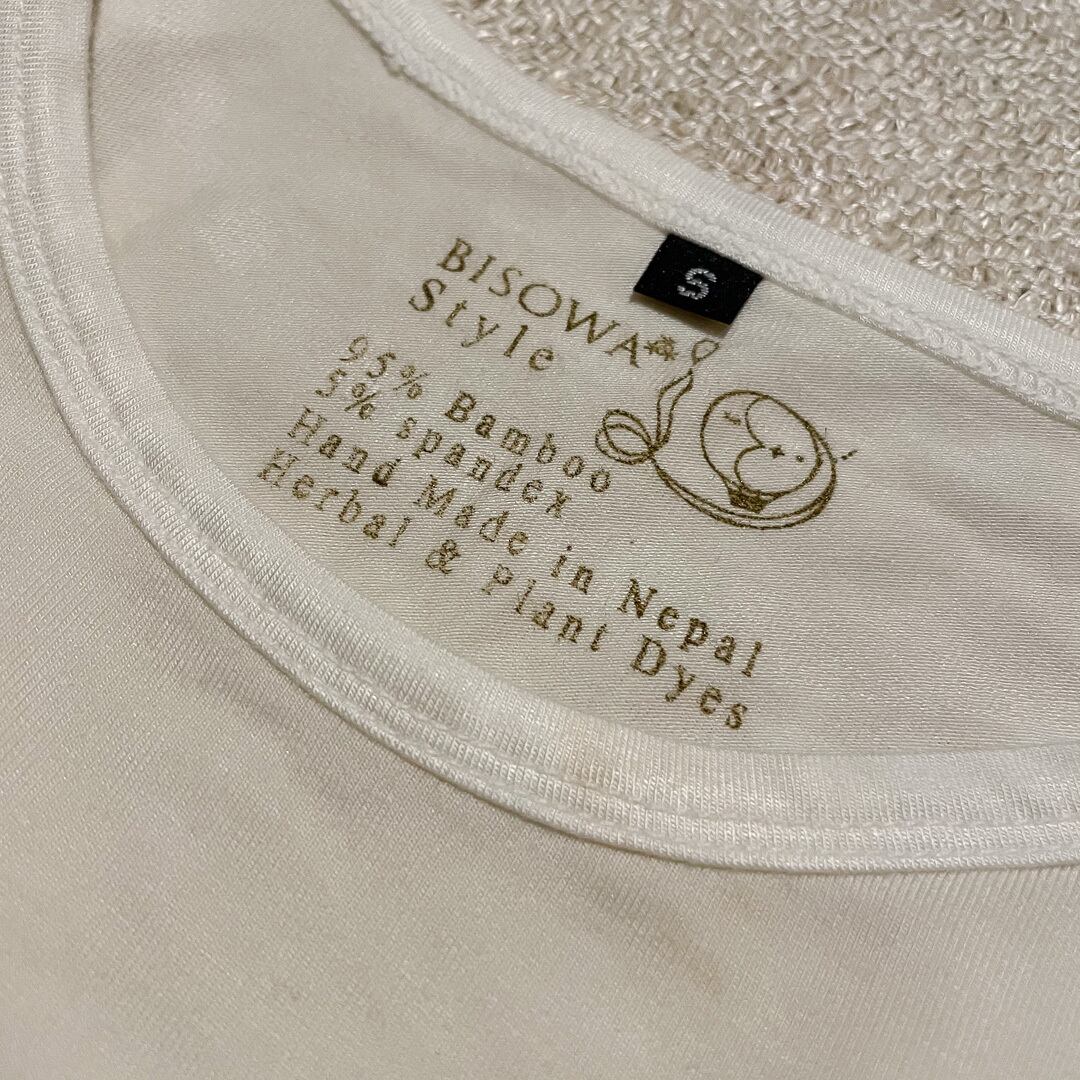 BISOWA
Style
S
95% Bamboo
5% spandex
Hand Made in Nepal
Herbal & Plant Dyes